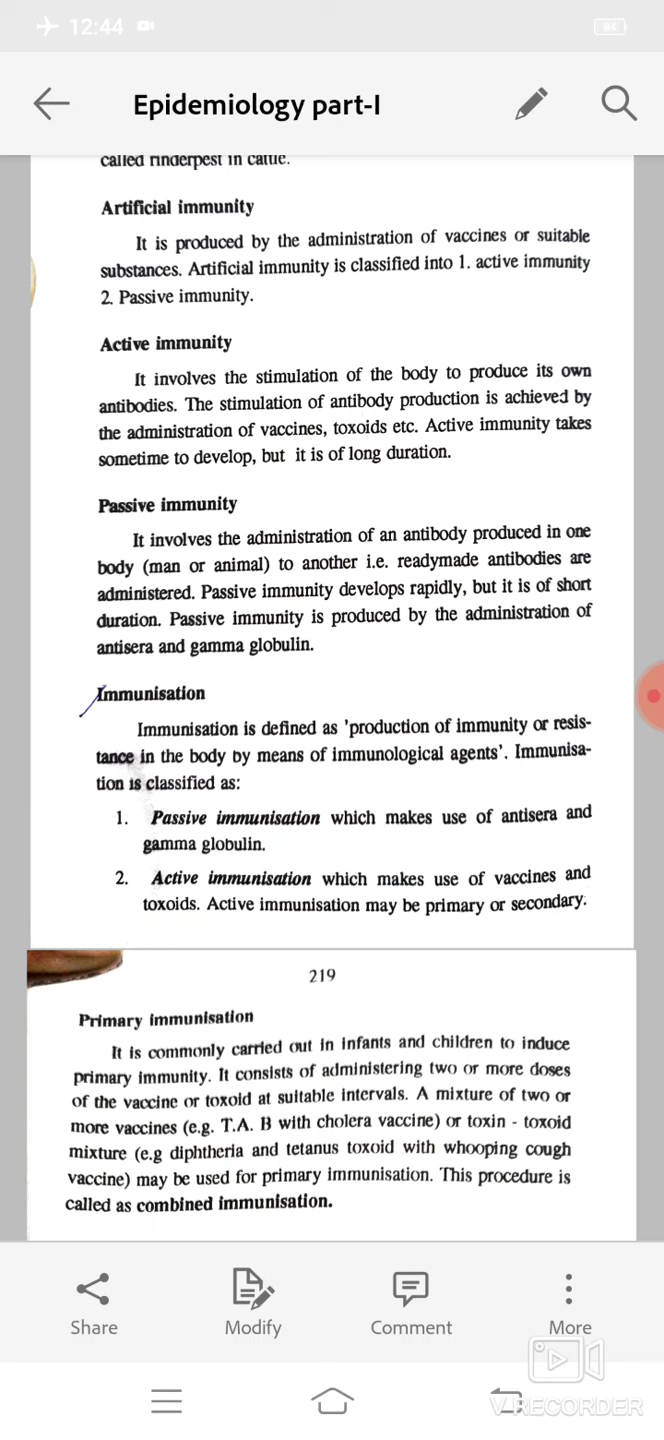 12:44
94
Epidemiology part-I
called rinderpest in cattle.
Artificial immunity
It is produced by the administration of vaccines or suitable
substances. Artificial immunity is classified into 1. active immunity
2. Passive immunity.
Active immunity
It involves the stimulation of the body to produce its own
antibodies. The stimulation of antibody production is achieved by
the administration of vaccines, toxoids etc. Active immunity takes
sometime to develop, but it is of long duration.
Passive immunity
It involves the administration of an antibody produced in one
body (man or animal) to another i.e. readymade antibodies are
administered. Passive immunity develops rapidly, but it is of short
duration. Passive immunity is produced by the administration of
antisera and gamma globulin.
Immunisation
Immunisation is defined as 'production of immunity or resis-
tance in the body by means of immunological agents'. Immunisa-
tion is classified as:
1. Passive immunisation which makes use of antisera and
gamma globulin.
2. Active immunisation which makes use of vaccines and
toxoids. Active immunisation may be primary or secondary.
219
Primary immunisation
It is commonly carried out in infants and children to induce
primary immunity. It consists of administering two or more doses
of the vaccine or toxoid at suitable intervals. A mixture of two or
more vaccines (e.g. T.A. B with cholera vaccine) or toxin - toxoid
mixture (e.g diphtheria and tetanus toxoid with whooping cough
vaccine) may be used for primary immunisation. This procedure is
called as combined immunisation.
Share
Modify
Comment
More
V RECORDER